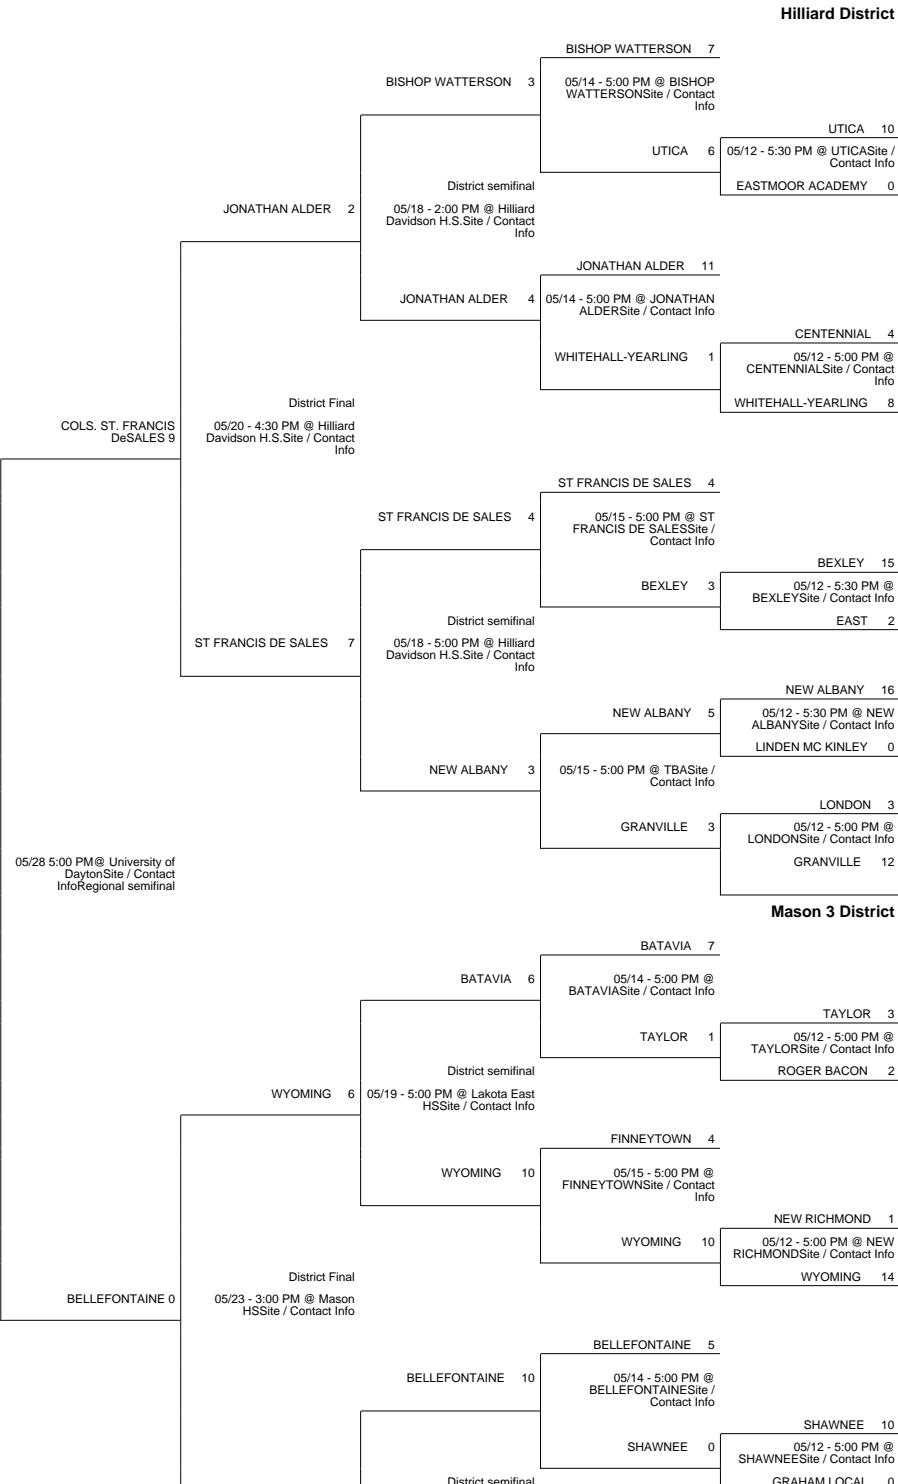 Hilliard District
BISHOP WATTERSON 7
BISHOP WATTERSON 3
05/14 - 5:00 PM @ BISHOP
WATTERSONSite / Contact
Info
UTICA 10
UTICA 6
05/12 - 5:30 PM @ UTICASite /
Contact Info
District semifinal
EASTMOOR ACADEMY 0
JONATHAN ALDER 2
05/18 - 2:00 PM @ Hilliard
Davidson H.S.Site / Contact
Info
JONATHAN ALDER 11
JONATHAN ALDER 4
05/14 - 5:00 PM @ JONATHAN
ALDERSite / Contact Info
CENTENNIAL 4
WHITEHALL-YEARLING 1
05/12 - 5:00 PM @
CENTENNIALSite / Contact
Info
District Final
WHITEHALL-YEARLING 8
COLS. ST. FRANCIS
DeSALES 9
05/20 - 4:30 PM @ Hilliard
Davidson H.S.Site / Contact
Info
ST FRANCIS DE SALES 4
ST FRANCIS DE SALES 4
05/15 - 5:00 PM @ ST
FRANCIS DE SALESSite /
Contact Info
BEXLEY 15
BEXLEY 3
05/12 - 5:30 PM @
BEXLEYSite / Contact Info
District semifinal
EAST 2
ST FRANCIS DE SALES 7
05/18 - 5:00 PM @ Hilliard
Davidson H.S.Site / Contact
Info
NEW ALBANY 16
NEW ALBANY 5
05/12 - 5:30 PM @ NEW
ALBANYSite / Contact Info
LINDEN MC KINLEY 0
NEW ALBANY 3
05/15 - 5:00 PM @ TBASite /
Contact Info
LONDON 3
GRANVILLE 3
05/12 - 5:00 PM @
LONDONSite / Contact Info
GRANVILLE 12
05/28 5:00 PM@ University of
DaytonSite / Contact
InfoRegional semifinal
Mason 3 District
BATAVIA 7
BATAVIA 6
05/14 - 5:00 PM @
BATAVIASite / Contact Info
TAYLOR 3
TAYLOR 1
05/12 - 5:00 PM @
TAYLORSite / Contact Info
District semifinal
ROGER BACON 2
WYOMING 6
05/19 - 5:00 PM @ Lakota East
HSSite / Contact Info
FINNEYTOWN 4
WYOMING 10
05/15 - 5:00 PM @
FINNEYTOWNSite / Contact
Info
NEW RICHMOND 1
WYOMING 10
05/12 - 5:00 PM @ NEW
RICHMONDSite / Contact Info
District Final
WYOMING 14
BELLEFONTAINE 0
05/23 - 3:00 PM @ Mason
HSSite / Contact Info
BELLEFONTAINE 5
BELLEFONTAINE 10
05/14 - 5:00 PM @
BELLEFONTAINESite /
Contact Info
SHAWNEE 10
SHAWNEE 0
05/12 - 5:00 PM @
SHAWNEESite / Contact Info
District semifinal
GRAHAM LOCAL 0